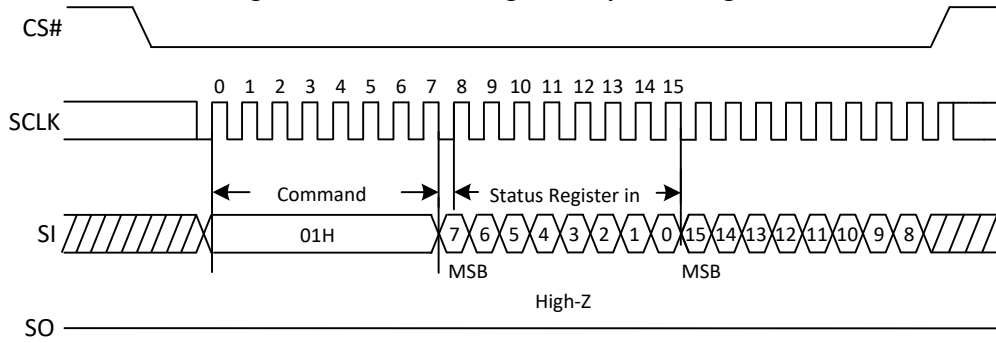 CS#
0 1 2 3 4 5 6 7 8 9 10 11 12 13 14 15
SCLK
Command Status Register in
SI 01H 7 6 5 4 3 2 1 0 15 14 13 12 11 10 9 8
MSB MSB
High-Z
SO